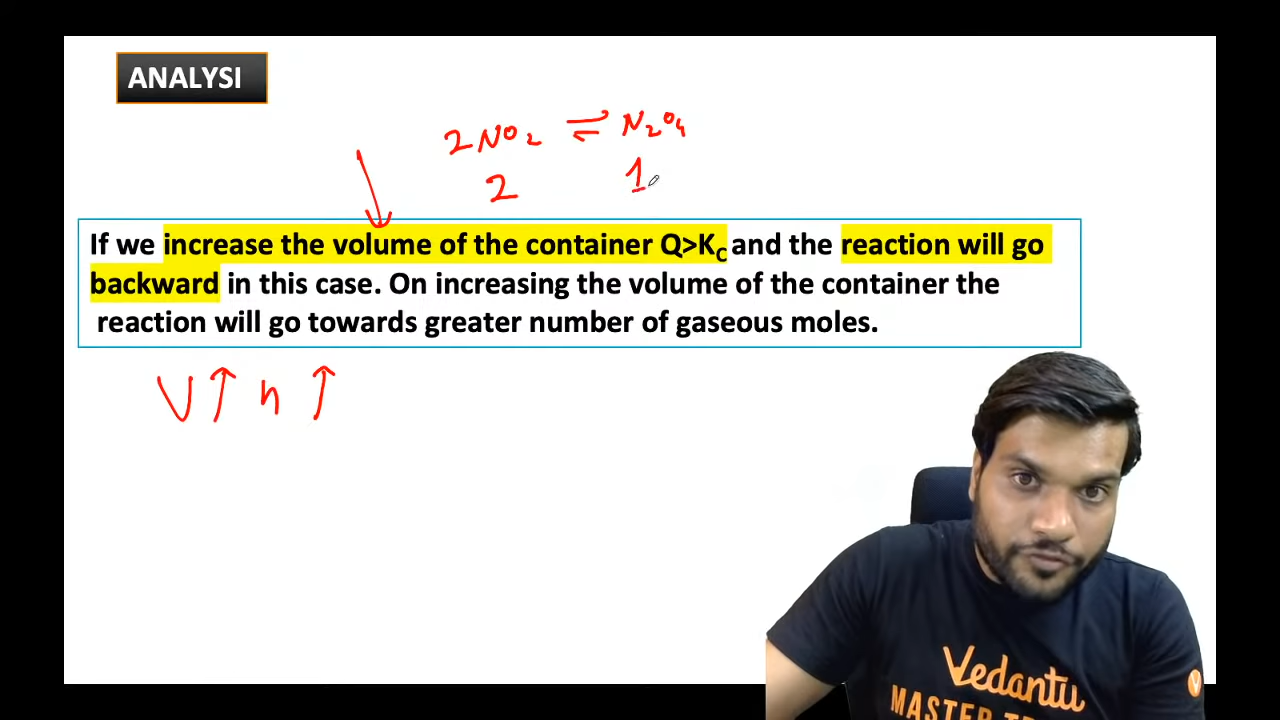 ANALYSI
2NO₂ ⇌ N₂O₄
2 1
If we increase the volume of the container Q>K_C and the reaction will go
backward in this case. On increasing the volume of the container the
reaction will go towards greater number of gaseous moles.
V↑ n ↑
Vedantu
MASTER T